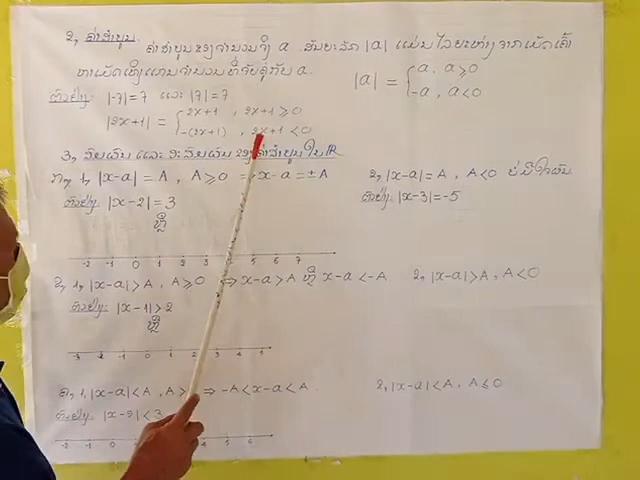 2, ຄ່າສຳບູນ
ຄ່າສຳບູນຂອງຈຳນວນຈິງ a. ສັນຍະລັກ |a| ແມ່ນໄລຍະຫ່າງຈາກເມັດເຄົ້າ
ຫາເມັດທີ່ແທນຈຳນວນ ກັບ a. |a| = { a, a ⩾ 0
-a, a < 0
ຕົວຢ່າງ: |-7| = 7 ແລະ |7| = 7
|2x+1| = { 2x+1 , 2x+1 ⩾ 0
-(2x+1) , 2x+1 < 0
3, ສົມຜົນ ແລະ ອະສົມຜົນ ຂອງຄ່າສຳບູນ ໃນ ℝ
ກ, 1, |x-a| = A , A ⩾ 0 x-a = ±A 2, |x-a| = A , A < 0 ບໍ່ມີໃຈຜົນ
ຕົວຢ່າງ: |x-2| = 3 ຕົວຢ່າງ: |x-3| = -5
ຫຼື
-2 -1 0 1 2 3 4 5 6 7
2, 1, |x-a| > A , A ⩾ 0 ⇔ x-a > A ຫຼື x-a < -A 2, |x-a| > A , A < 0
ຕົວຢ່າງ: |x-1| > 2
ຫຼື
-3 -2 -1 0 1 2 3 4 5
ຄ, 1, |x-a| < A , A > ⇒ -A < x-a < A 2, |x-a| < A , A ⩽ 0
ຕົວຢ່າງ: |x-2| < 3
-2 -1 0 4 5 6